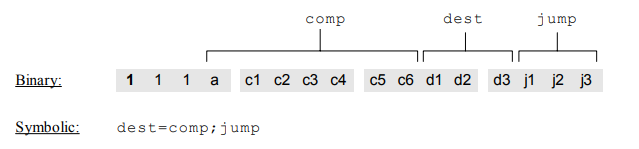 comp dest jump
Binary: 1 1 1 a c1 c2 c3 c4 c5 c6 d1 d2 d3 j1 j2 j3
Symbolic: dest=comp;jump